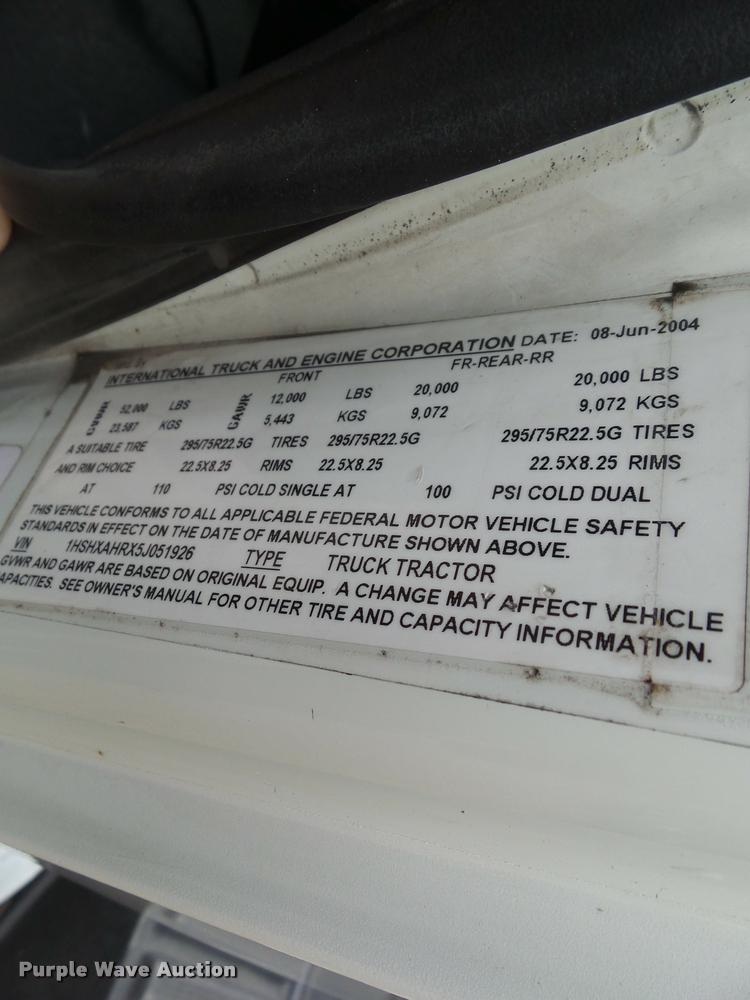 INTERNATIONAL TRUCK AND ENGINE CORPORATION DATE: 08-Jun-2004
FRONT FR-REAR-RR
GVWR 52,000 LBS GAWR 12,000 LBS 20,000 20,000 LBS
23,587 KGS 5,443 KGS 9,072 9,072 KGS
A SUITABLE TIRE 295/75R22.5G TIRES 295/75R22.5G 295/75R22.5G TIRES
AND RIM CHOICE 22.5X8.25 RIMS 22.5X8.25 22.5X8.25 RIMS
AT 110 PSI COLD SINGLE AT 100 PSI COLD DUAL
THIS VEHICLE CONFORMS TO ALL APPLICABLE FEDERAL MOTOR VEHICLE SAFETY
STANDARDS IN EFFECT ON THE DATE OF MANUFACTURE SHOWN ABOVE.
VIN 1HSHXAHRX5J051926 TYPE TRUCK TRACTOR
GVWR AND GAWR ARE BASED ON ORIGINAL EQUIP. A CHANGE MAY AFFECT VEHICLE
APACITIES. SEE OWNER'S MANUAL FOR OTHER TIRE AND CAPACITY INFORMATION.
Purple Wave Auction